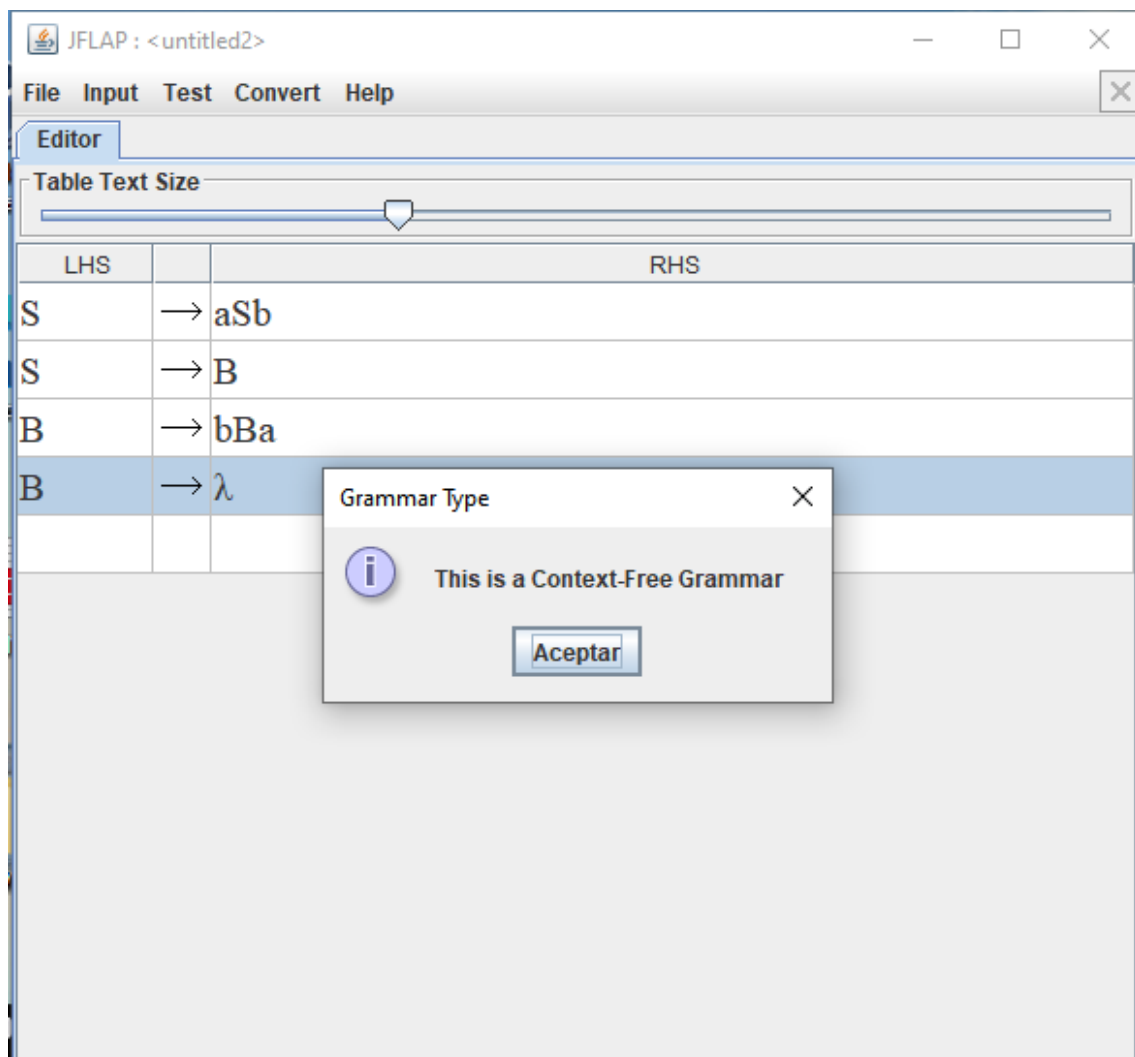 JFLAP : <untitled2>
File Input Test Convert Help
Editor
Table Text Size
LHS RHS
S → aSb
S → B
B → bBa
B → λ
Grammar Type
i
This is a Context-Free Grammar
Aceptar